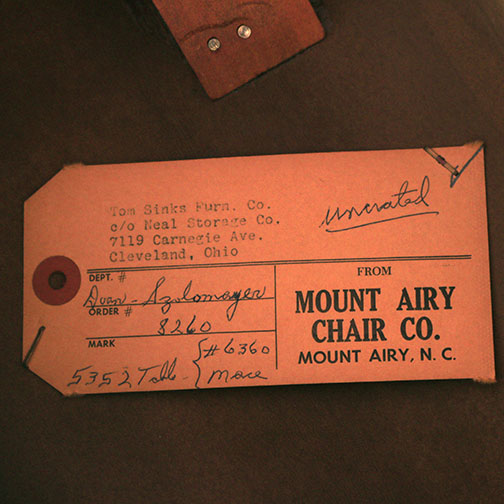 Tom Sinks Furn. Co.
c/o Neal Storage Co.
7119 Carnegie Ave.
Cleveland, Ohio
uncrated
DEPT. #
ORDER #
8260
MARK
5352 Table - { #6360
mace
FROM
MOUNT AIRY
CHAIR CO.
MOUNT AIRY, N. C.